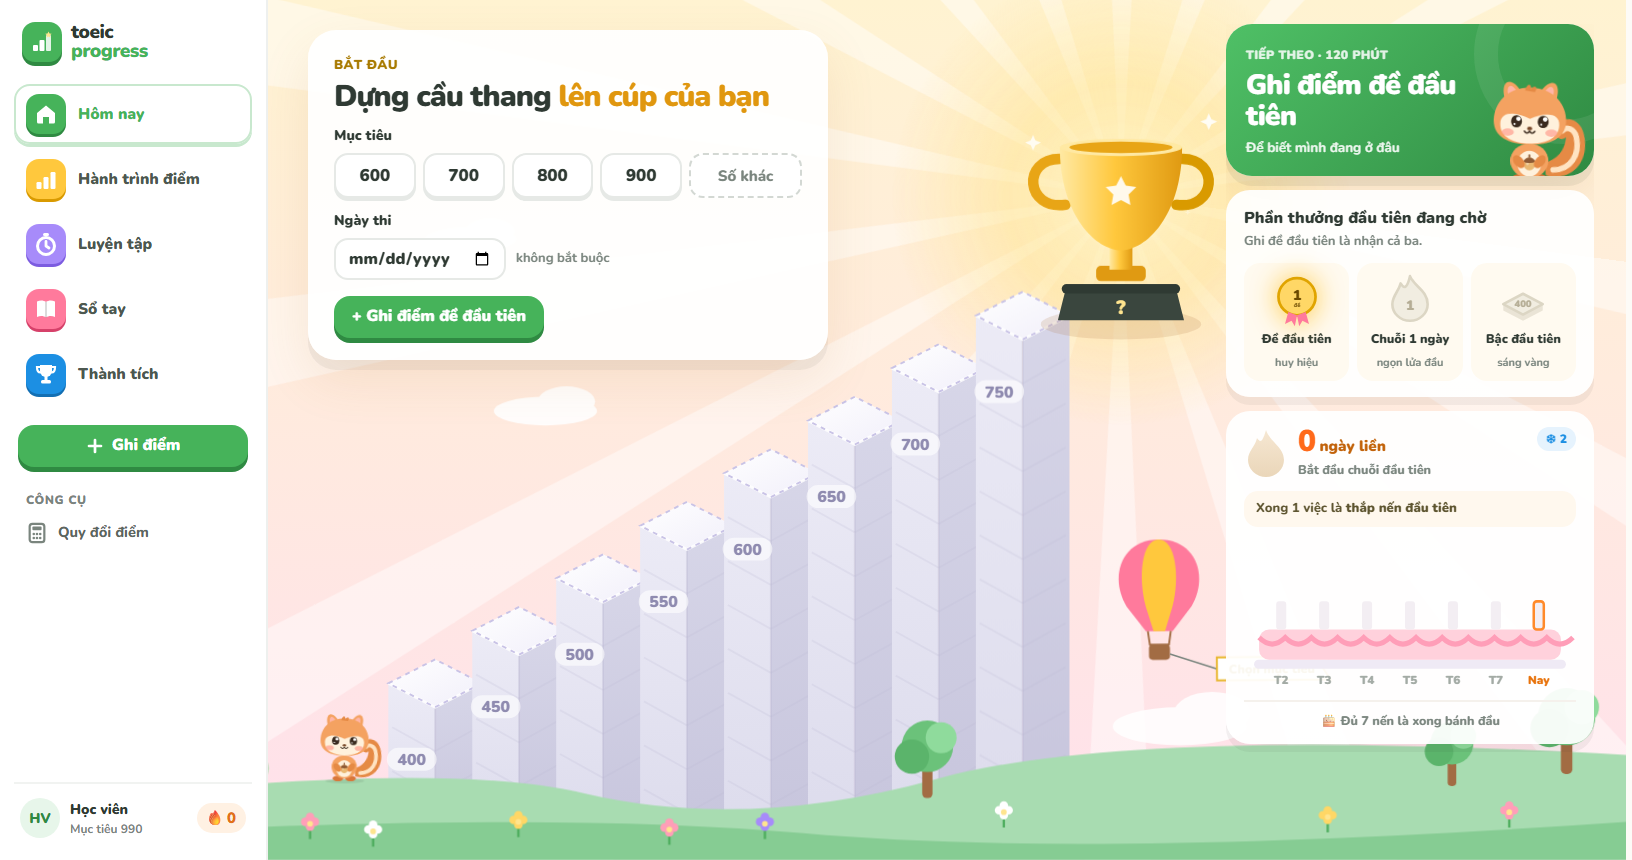 toeic
progress
Hôm nay
Hành trình điểm
Luyện tập
Sổ tay
Thành tích
+ Ghi điểm
CÔNG CỤ
Quy đổi điểm
HV
Học viên
Mục tiêu 990
0
BẮT ĐẦU
Dựng cầu thang lên cúp của bạn
Mục tiêu
600 700 800 900 Số khác
Ngày thi
mm/dd/yyyy không bắt buộc
+ Ghi điểm đề đầu tiên
?
750
700
650
600
550
500
450
400
TIẾP THEO · 120 PHÚT
Ghi điểm đề đầu
tiên
Để biết mình đang ở đâu
Phần thưởng đầu tiên đang chờ
Ghi đề đầu tiên là nhận cả ba.
1
đề
1
400
Đề đầu tiên Chuỗi 1 ngày Bậc đầu tiên
huy hiệu ngọn lửa đầu sáng vàng
0 ngày liền
2
Bắt đầu chuỗi đầu tiên
Xong 1 việc là thắp nến đầu tiên
T2 T3 T4 T5 T6 T7 Nay
Đủ 7 nến là xong bánh đầu